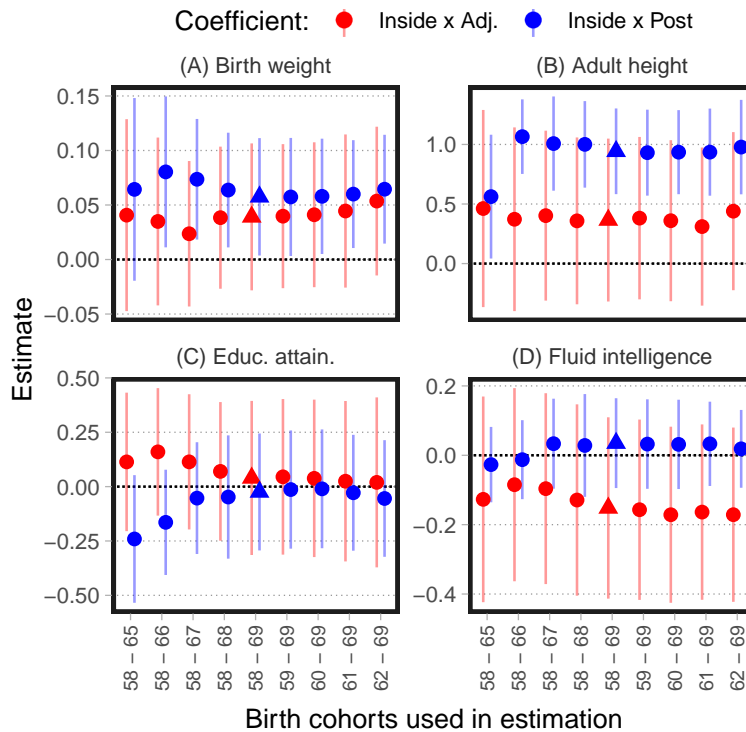 Coefficient: Inside x Adj. Inside x Post
(A) Birth weight
(B) Adult height
0.15
0.10
0.05
0.00
−0.05
1.0
0.5
0.0
Estimate
(C) Educ. attain.
(D) Fluid intelligence
0.50
0.25
0.00
−0.25
−0.50
0.2
0.0
−0.2
−0.4
58 − 65
58 − 66
58 − 67
58 − 68
58 − 69
59 − 69
60 − 69
61 − 69
62 − 69
58 − 65
58 − 66
58 − 67
58 − 68
58 − 69
59 − 69
60 − 69
61 − 69
62 − 69
Birth cohorts used in estimation